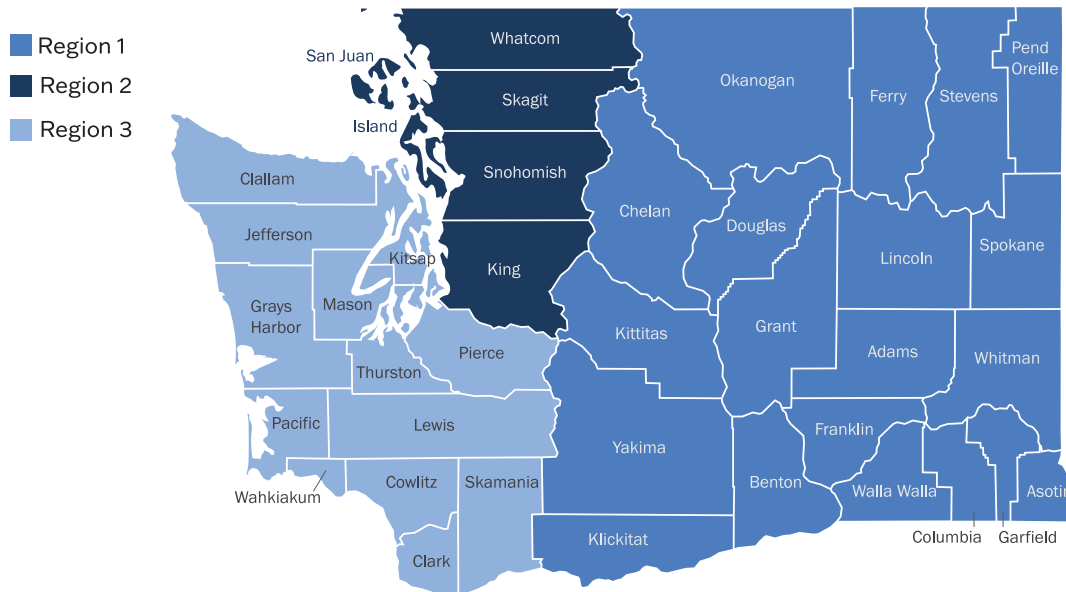 Region 1
Region 2
Region 3
San Juan
Island
Whatcom
Skagit
Snohomish
King
Okanogan
Ferry
Stevens
Pend
Oreille
Clallam
Jefferson
Kitsap
Mason
Grays
Harbor
Chelan
Douglas
Lincoln
Spokane
Kittitas
Grant
Adams
Whitman
Pierce
Thurston
Pacific
Lewis
Yakima
Franklin
Benton
Walla Walla
Asotin
Wahkiakum
Cowlitz
Skamania
Clark
Klickitat
Columbia
Garfield